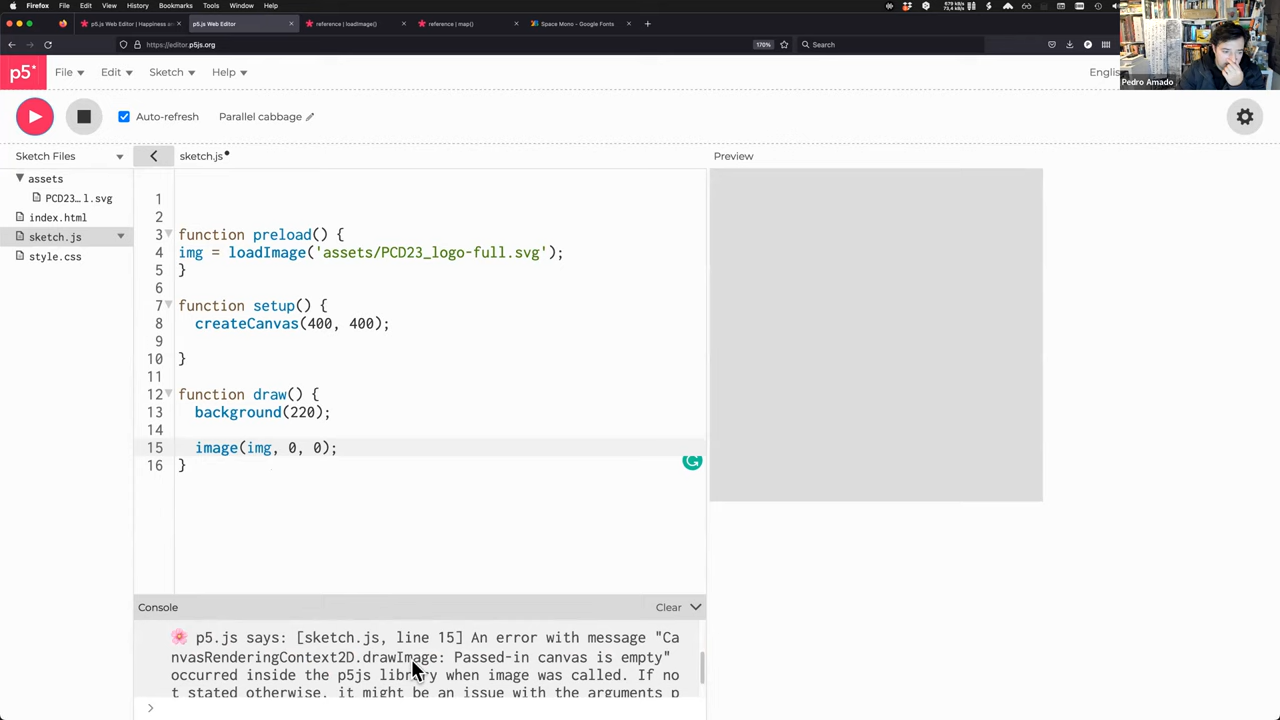 Firefox File Edit View History Bookmarks Tools Window Help
p5.js Web Editor | Happiness
p5.js Web Editor
reference | loadImage()
reference | map()
Space Mono – Google Fonts
https://editor.p5js.org
170%
Search
Pedro Amado
p5* File Edit Sketch Help
Englis
Auto-refresh
Parallel cabbage
Sketch Files
sketch.js
Preview
assets
PCD23...l.svg
index.html
sketch.js
style.css
1
2
3 function preload() {
4 img = loadImage('assets/PCD23_logo-full.svg');
5 }
6
7 function setup() {
8 createCanvas(400, 400);
9
10 }
11
12 function draw() {
13 background(220);
14
15 image(img, 0, 0);
16 }
Console
Clear
🌸 p5.js says: [sketch.js, line 15] An error with message "Ca
nvasRenderingContext2D.drawImage: Passed-in canvas is empty"
occurred inside the p5js library when image was called. If no
t stated otherwise, it might be an issue with the arguments p
>